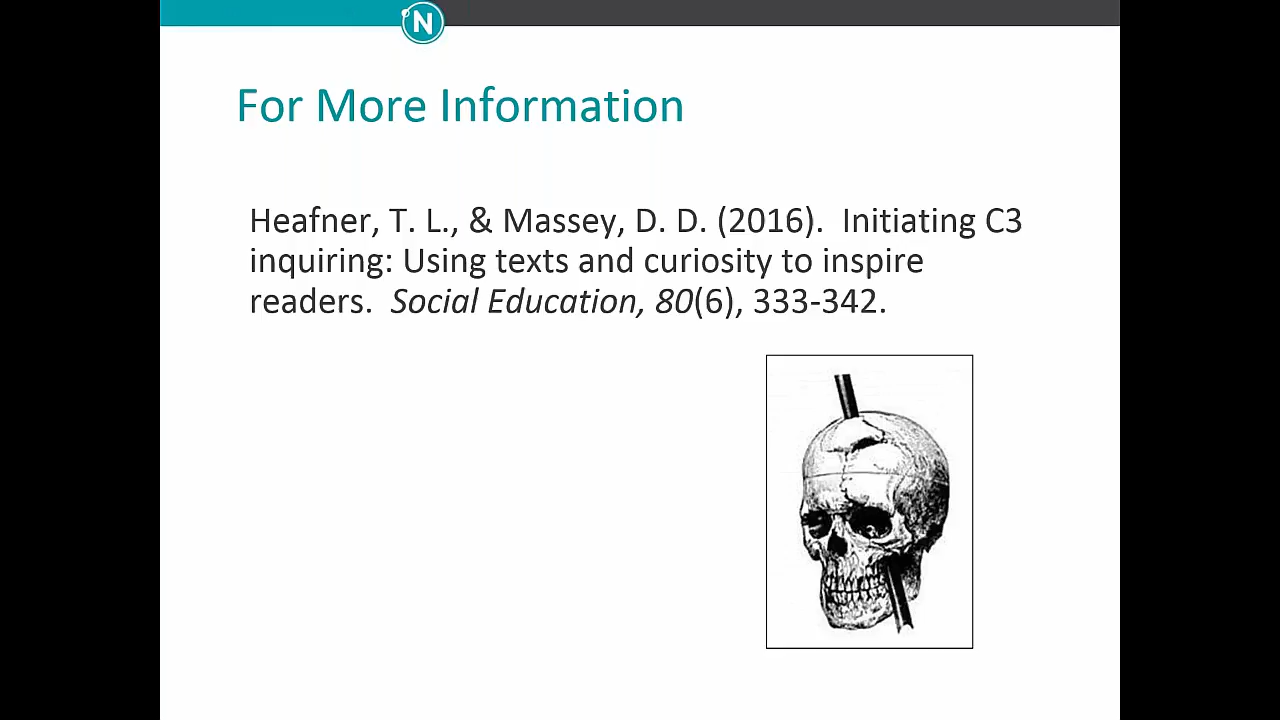 N
For More Information
Heafner, T. L., & Massey, D. D. (2016).  Initiating C3
inquiring: Using texts and curiosity to inspire
readers.  Social Education, 80(6), 333-342.